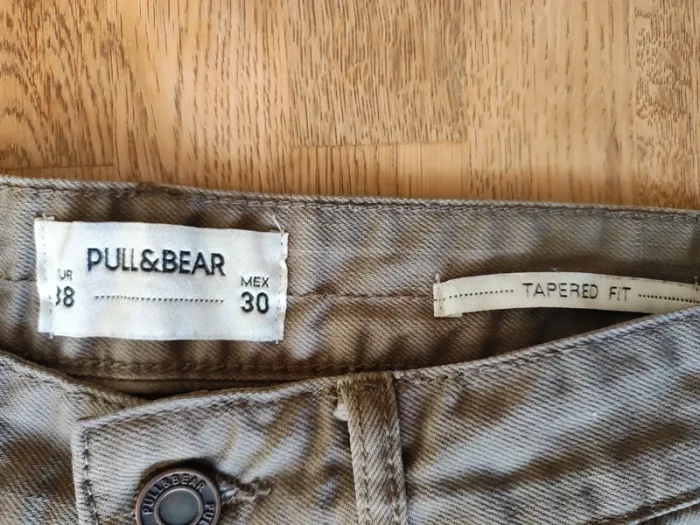 PULL&BEAR
UR MEX
38 30
TAPERED FIT
PULL&BEAR